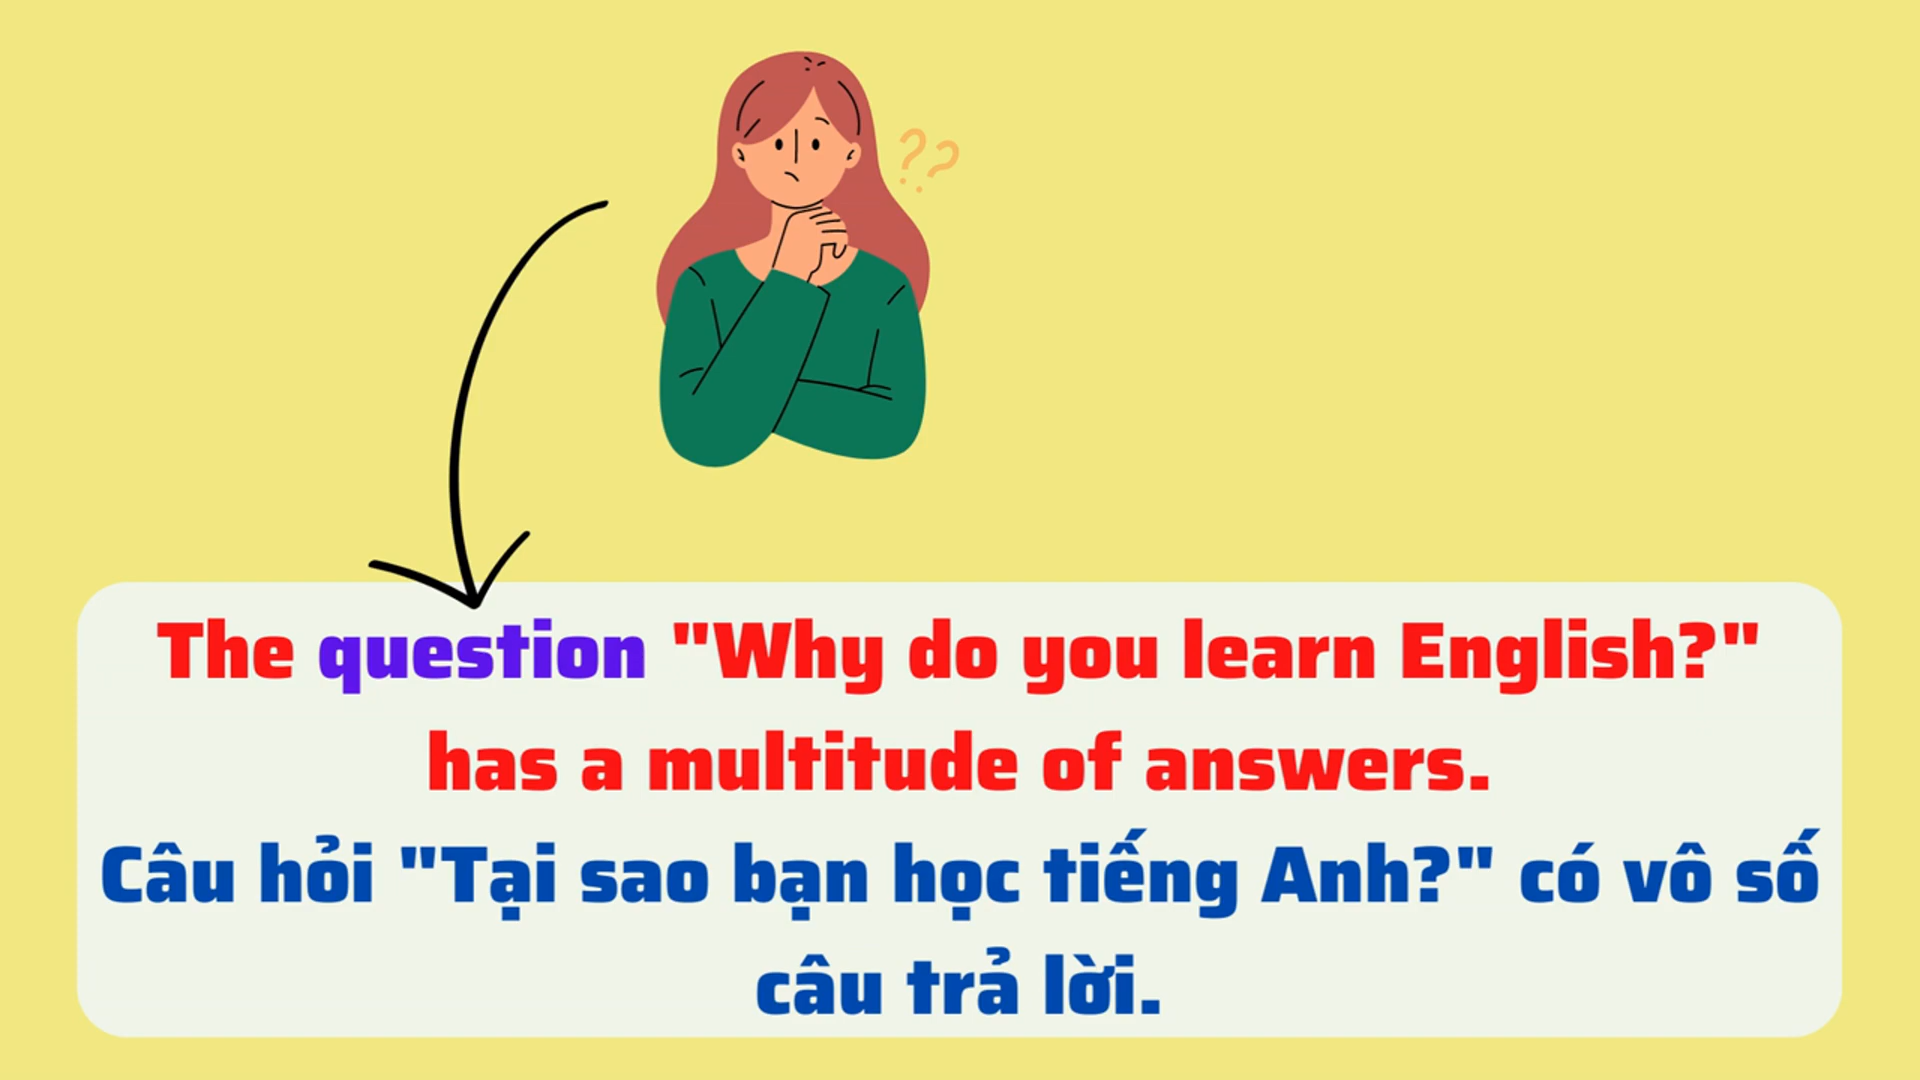 ??
The question "Why do you learn English?"
has a multitude of answers.
Câu hỏi "Tại sao bạn học tiếng Anh?" có vô số
câu trả lời.